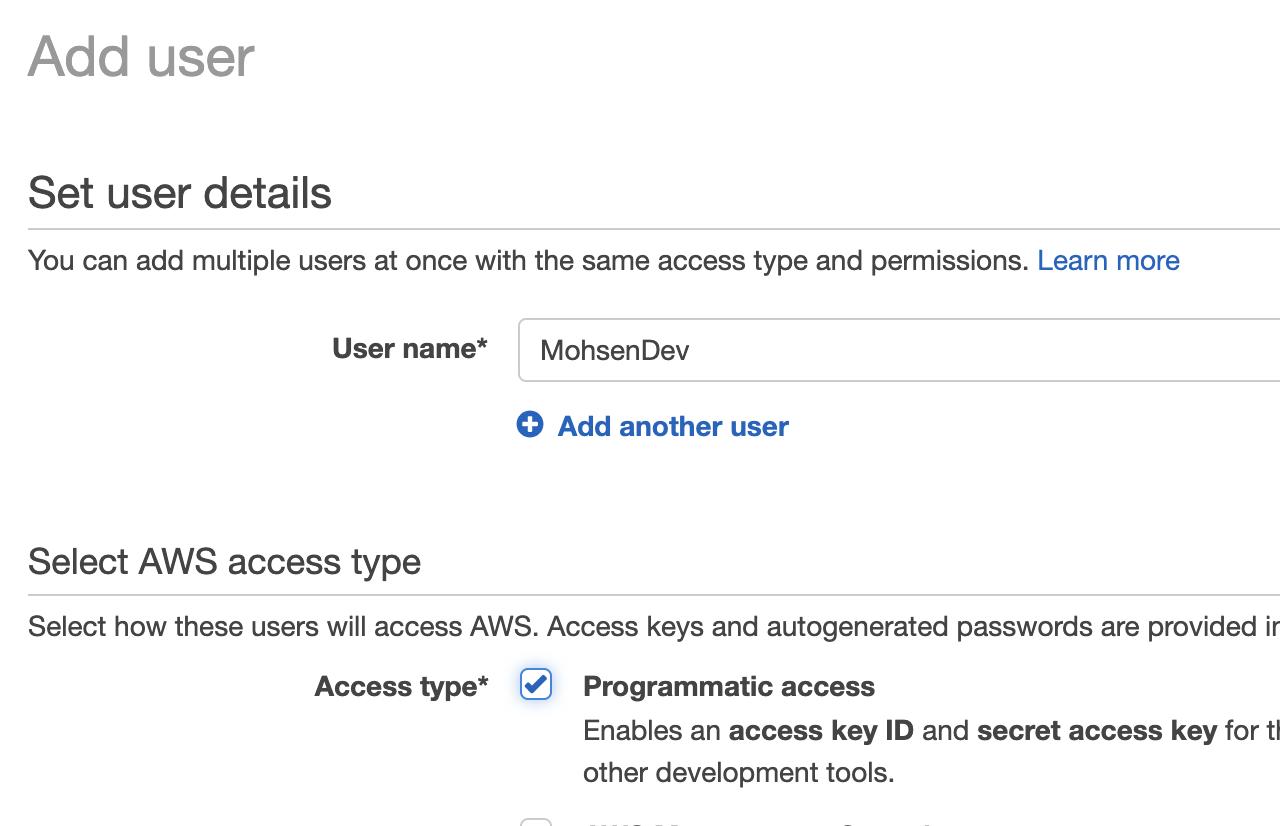 Add user
Set user details
You can add multiple users at once with the same access type and permissions. Learn more
User name*
MohsenDev
Add another user
Select AWS access type
Select how these users will access AWS. Access keys and autogenerated passwords are provided
Access type*
Programmatic access
Enables an access key ID and secret access key for
other development tools.